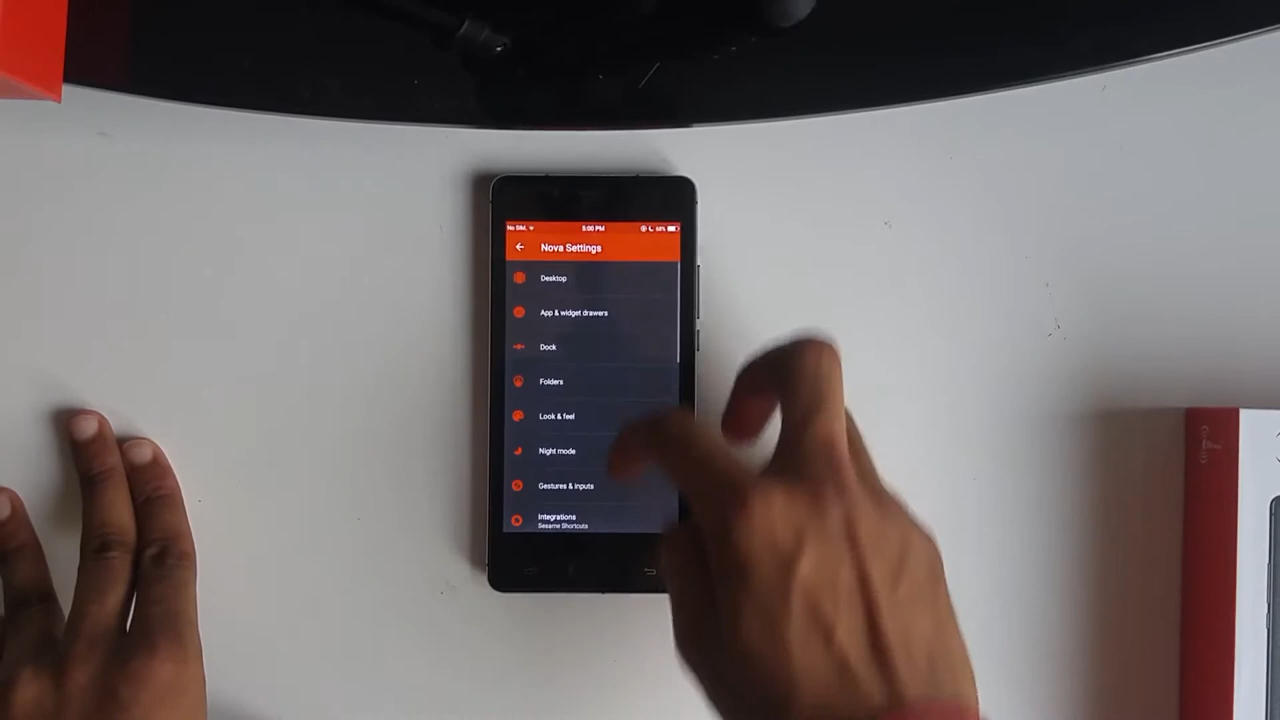 No SIM. 5:00 PM 68%
Nova Settings
Desktop
App & widget drawers
Dock
Folders
Look & feel
Night mode
Gestures & inputs
Integrations
Sesame Shortcuts